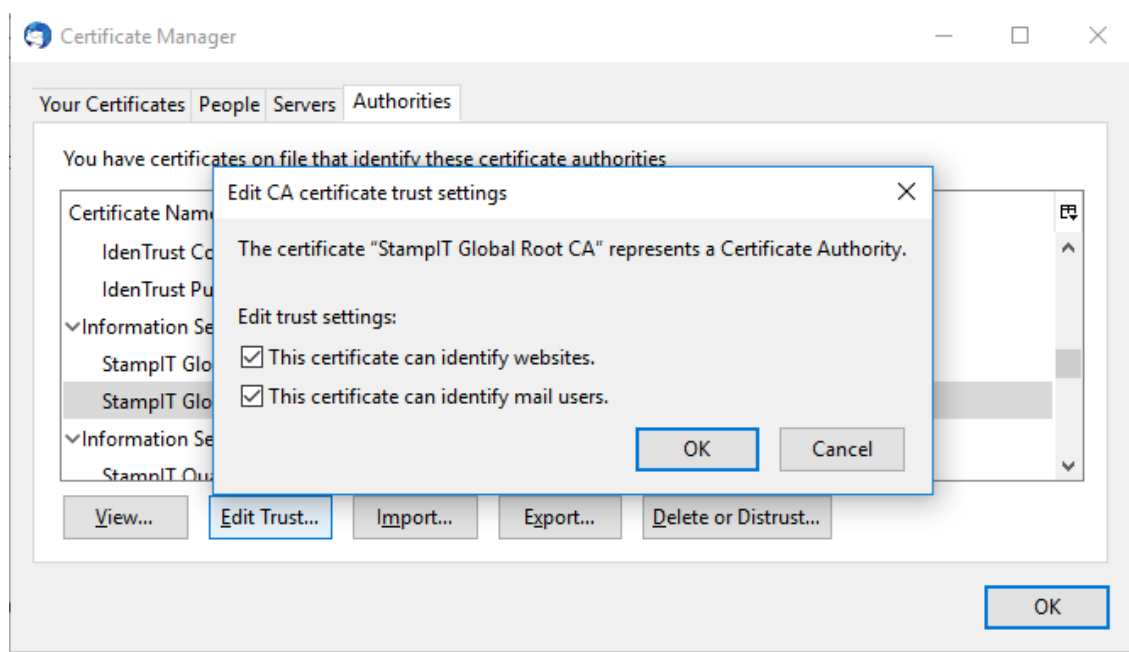 Certificate Manager
Your Certificates People Servers Authorities
You have certificates on file that identify these certificate authorities
Certificate Nam
IdenTrust Co
IdenTrust Pu
Information Se
StampIT Glo
StampIT Glo
Information Se
StampIT Qua
Edit CA certificate trust settings
The certificate “StampIT Global Root CA” represents a Certificate Authority.
Edit trust settings:
This certificate can identify websites.
This certificate can identify mail users.
OK Cancel
View... Edit Trust... Import... Export... Delete or Distrust...
OK